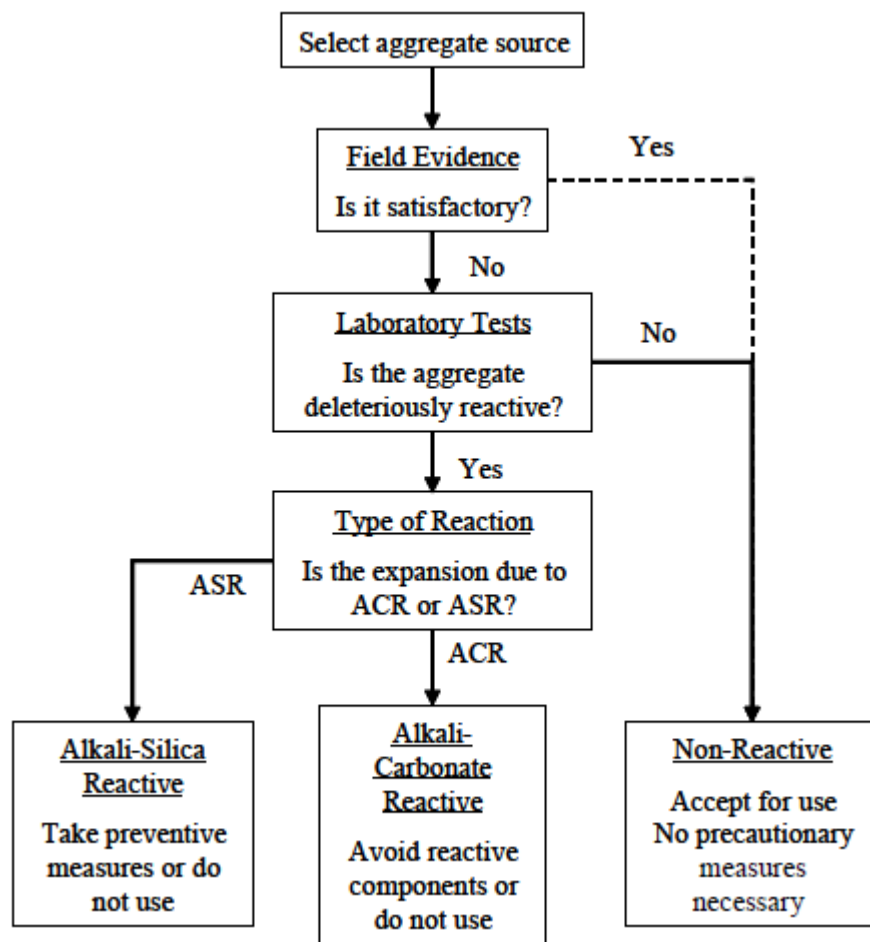 Select aggregate source
Field Evidence
Is it satisfactory?
Yes
No
Laboratory Tests
Is the aggregate
deleteriously reactive?
No
Yes
Type of Reaction
Is the expansion due to
ACR or ASR?
ASR
ACR
Alkali-Silica
Reactive
Take preventive
measures or do
not use
Alkali-
Carbonate
Reactive
Avoid reactive
components or
do not use
Non-Reactive
Accept for use
No precautionary
measures
necessary